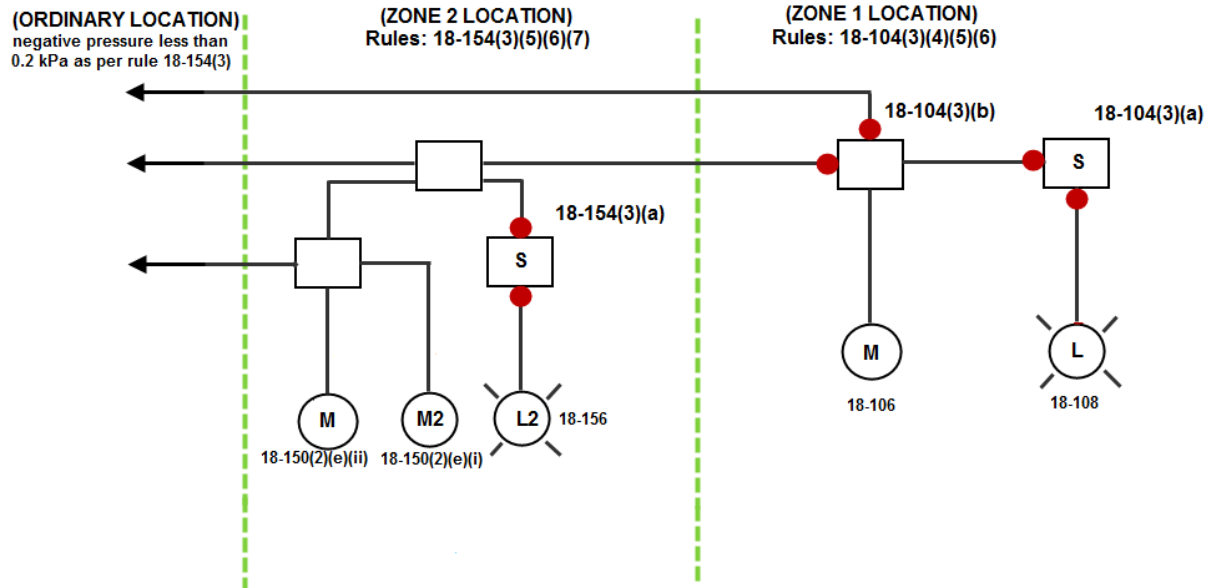 (ORDINARY LOCATION)
negative pressure less than
0.2 kPa as per rule 18-154(3)
(ZONE 2 LOCATION)
Rules: 18-154(3)(5)(6)(7)
(ZONE 1 LOCATION)
Rules: 18-104(3)(4)(5)(6)
18-104(3)(b)
18-104(3)(a)
S
18-154(3)(a)
S
M
L
18-106
18-108
M
M2
L2
18-156
18-150(2)(e)(ii)
18-150(2)(e)(i)